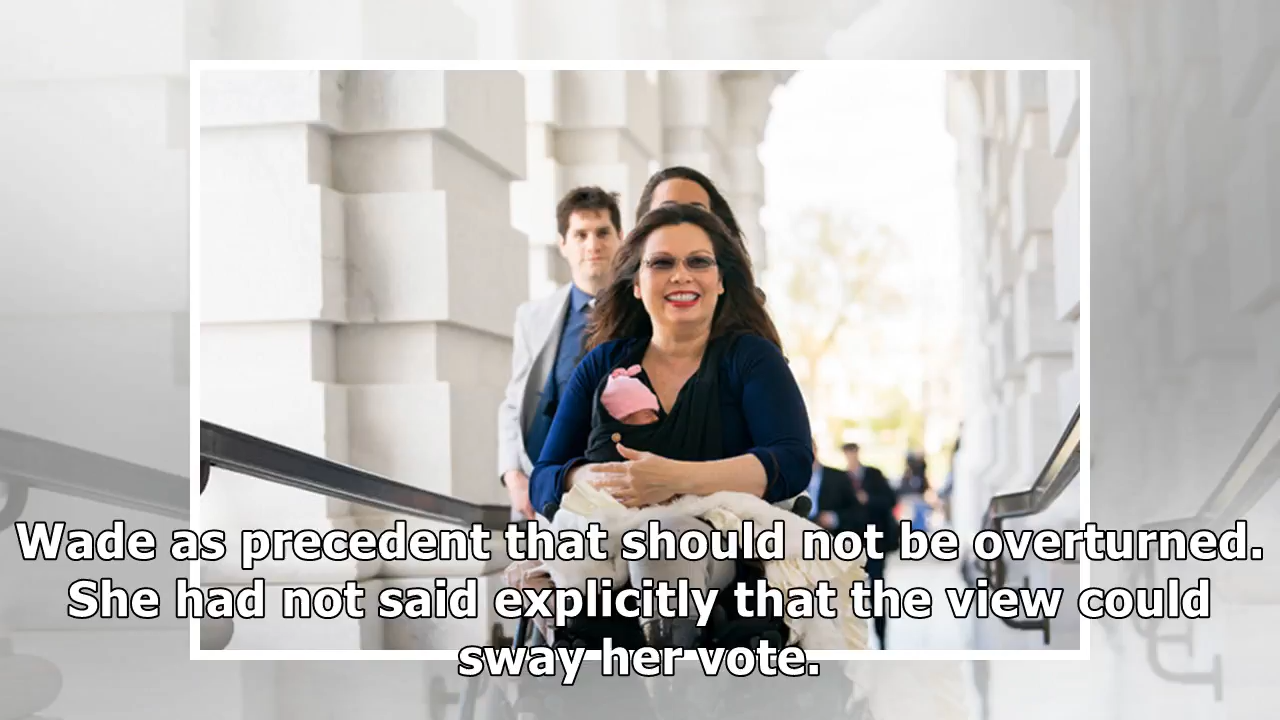 Wade as precedent that should not be overturned.
She had not said explicitly that the view could
sway her vote.